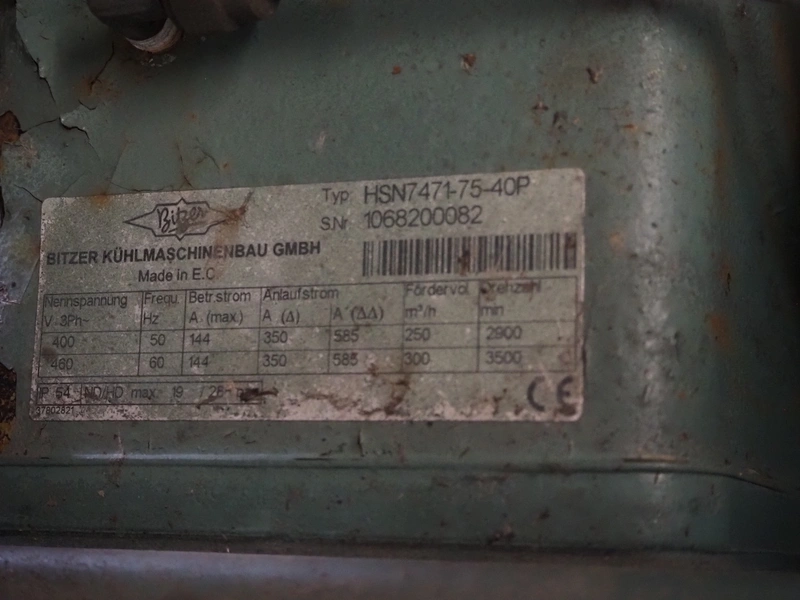 Bitzer
Typ HSN7471-75-40P
S.Nr 1068200082
BITZER KÜHLMASCHINENBAU GMBH
Made in E.C.
Nennspannung Frequ. Betr.strom Anlaufstrom Fördervol. Drehzahl
V 3Ph~ Hz A (max.) A (Δ) A (ΔΔ) m³/h min
400 50 144 350 585 250 2900
460 60 144 350 585 300 3500
IP 54 ND/HD max. 19 28
CE
37802821